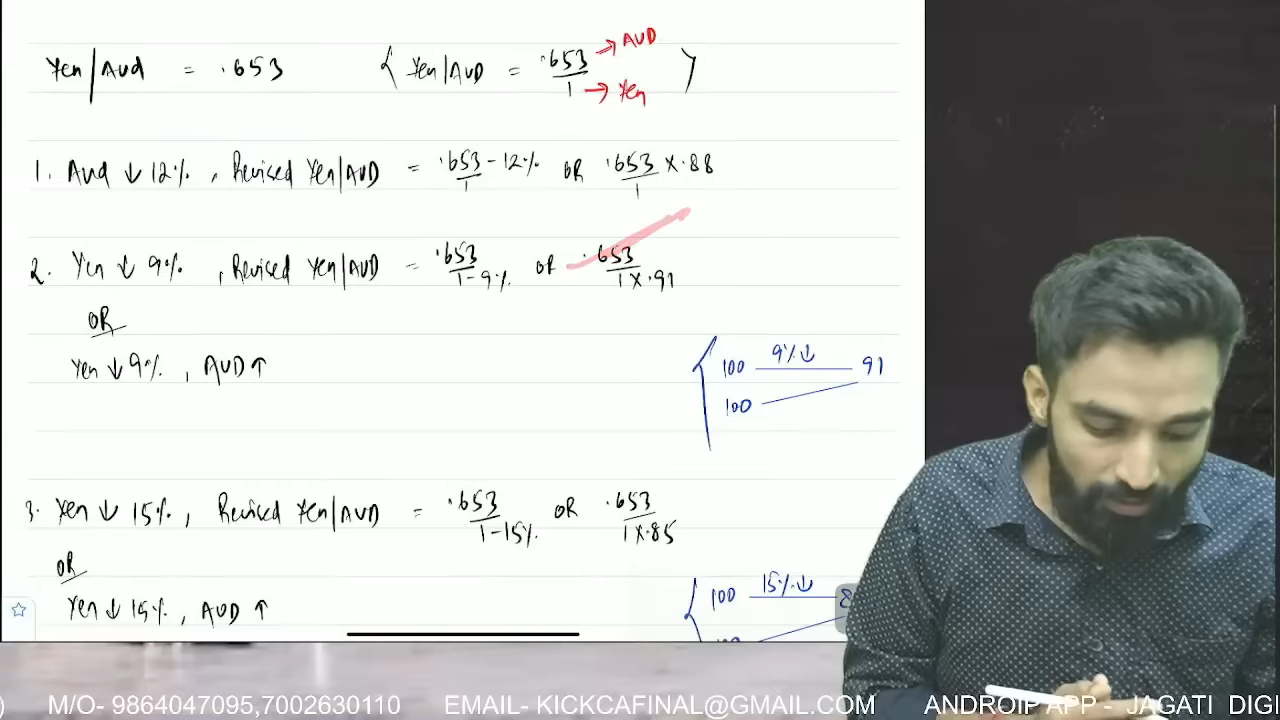 Yen/Aud = .653 { Yen/AUD = .653/1 → AUD → Yen }
1. Aud ↓ 12%, Revised Yen/AUD = .653 - 12%/1 OR .653/1 x .88
2. Yen ↓ 9%, Revised Yen/AUD = .653/1-9% OR .653/1 x .91
OR
Yen ↓ 9%, AUD ↑
100 9%↓ 91
100
3. Yen ↓ 15%, Revised Yen/AUD = .653/1-15% OR .653/1 x .85
OR
Yen ↓ 15%, AUD ↑
100 15%↓ 8
) M/O- 9864047095,7002630110 EMAIL- KICKCAFINAL@GMAIL.COM ANDROIP APP - JAGATI DIGI